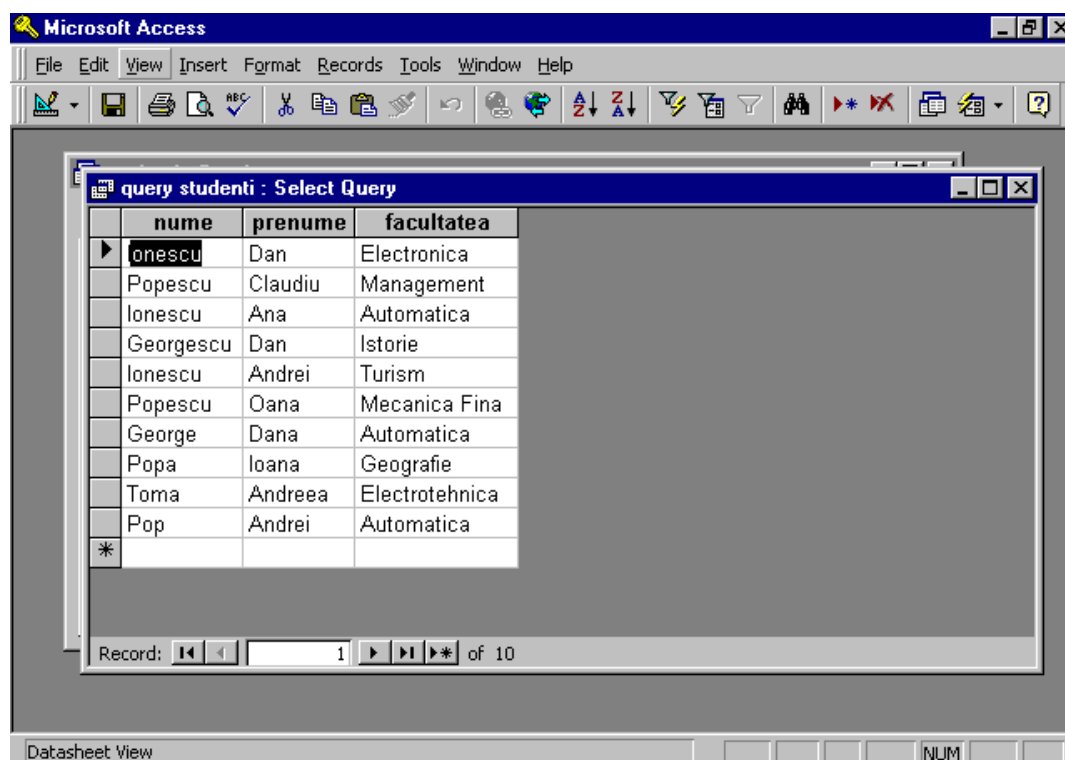 Microsoft Access
File Edit View Insert Format Records Tools Window Help
query studenti : Select Query
nume prenume facultatea
Ionescu Dan Electronica
Popescu Claudiu Management
Ionescu Ana Automatica
Georgescu Dan Istorie
Ionescu Andrei Turism
Popescu Oana Mecanica Fina
George Dana Automatica
Popa Ioana Geografie
Toma Andreea Electrotehnica
Pop Andrei Automatica
Record: 1 of 10
Datasheet View NUM